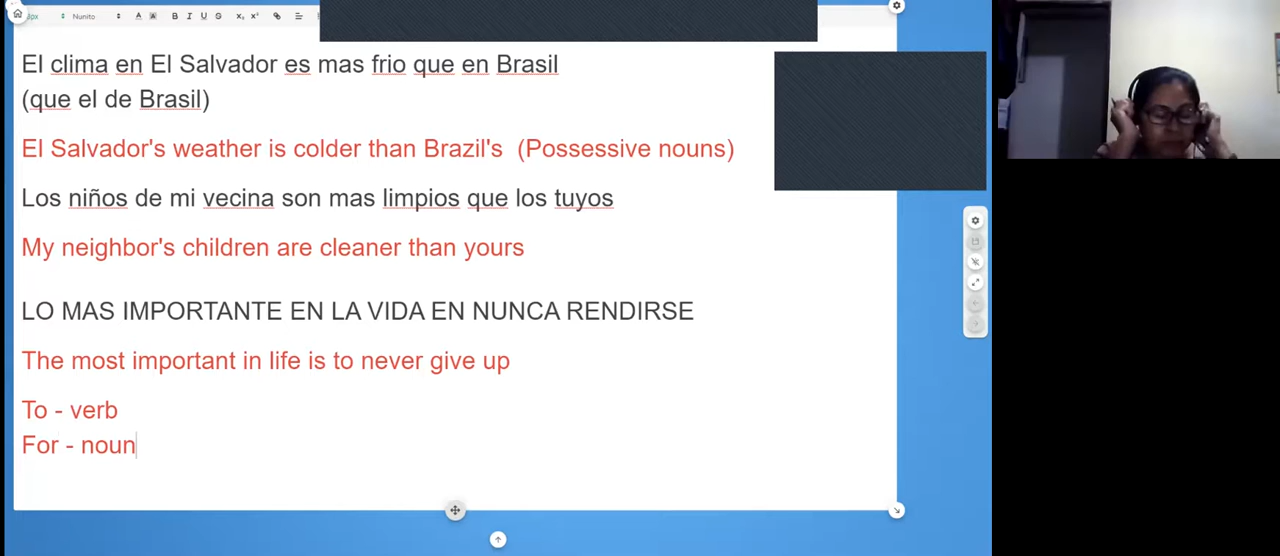 Nunito
El clima en El Salvador es mas frio que en Brasil
(que el de Brasil)
El Salvador's weather is colder than Brazil's (Possessive nouns)
Los niños de mi vecina son mas limpios que los tuyos
My neighbor's children are cleaner than yours
LO MAS IMPORTANTE EN LA VIDA EN NUNCA RENDIRSE
The most important in life is to never give up
To - verb
For - noun